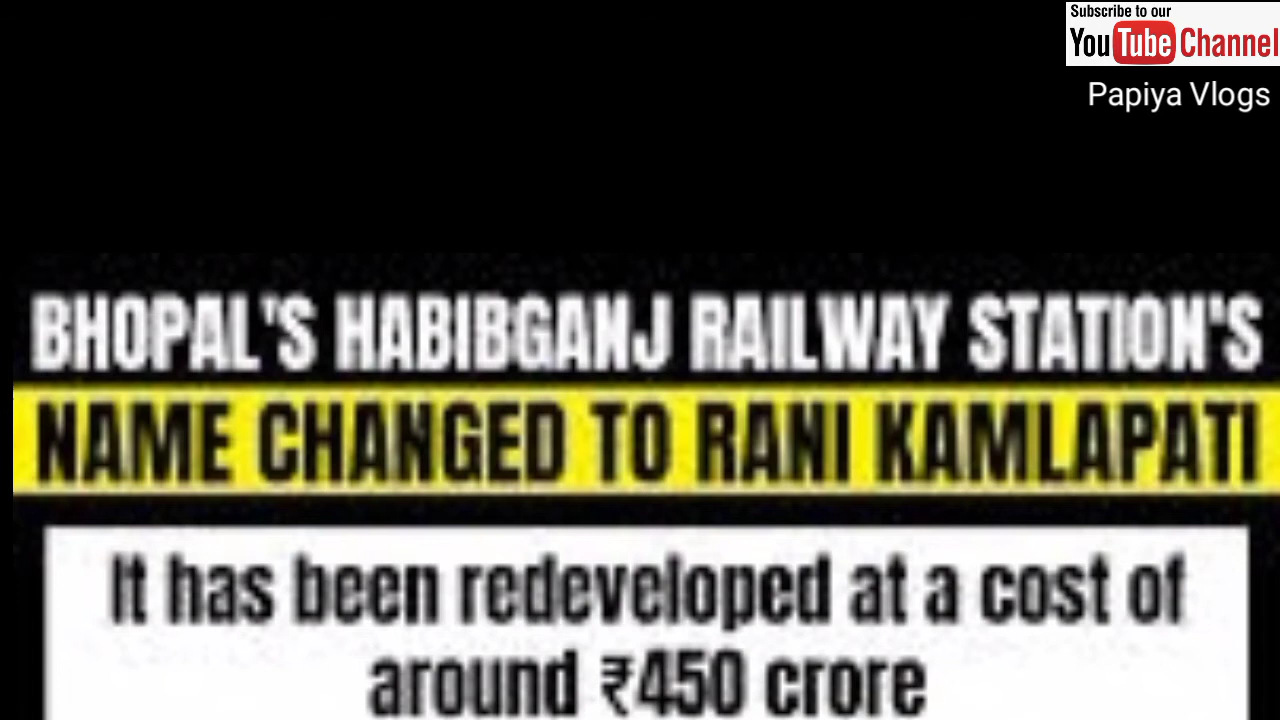 Subscribe to our
YouTube Channel
Papiya Vlogs
BHOPAL'S HABIBGANJ RAILWAY STATION'S
NAME CHANGED TO RANI KAMLAPATI
It has been redeveloped at a cost of
around ₹450 crore